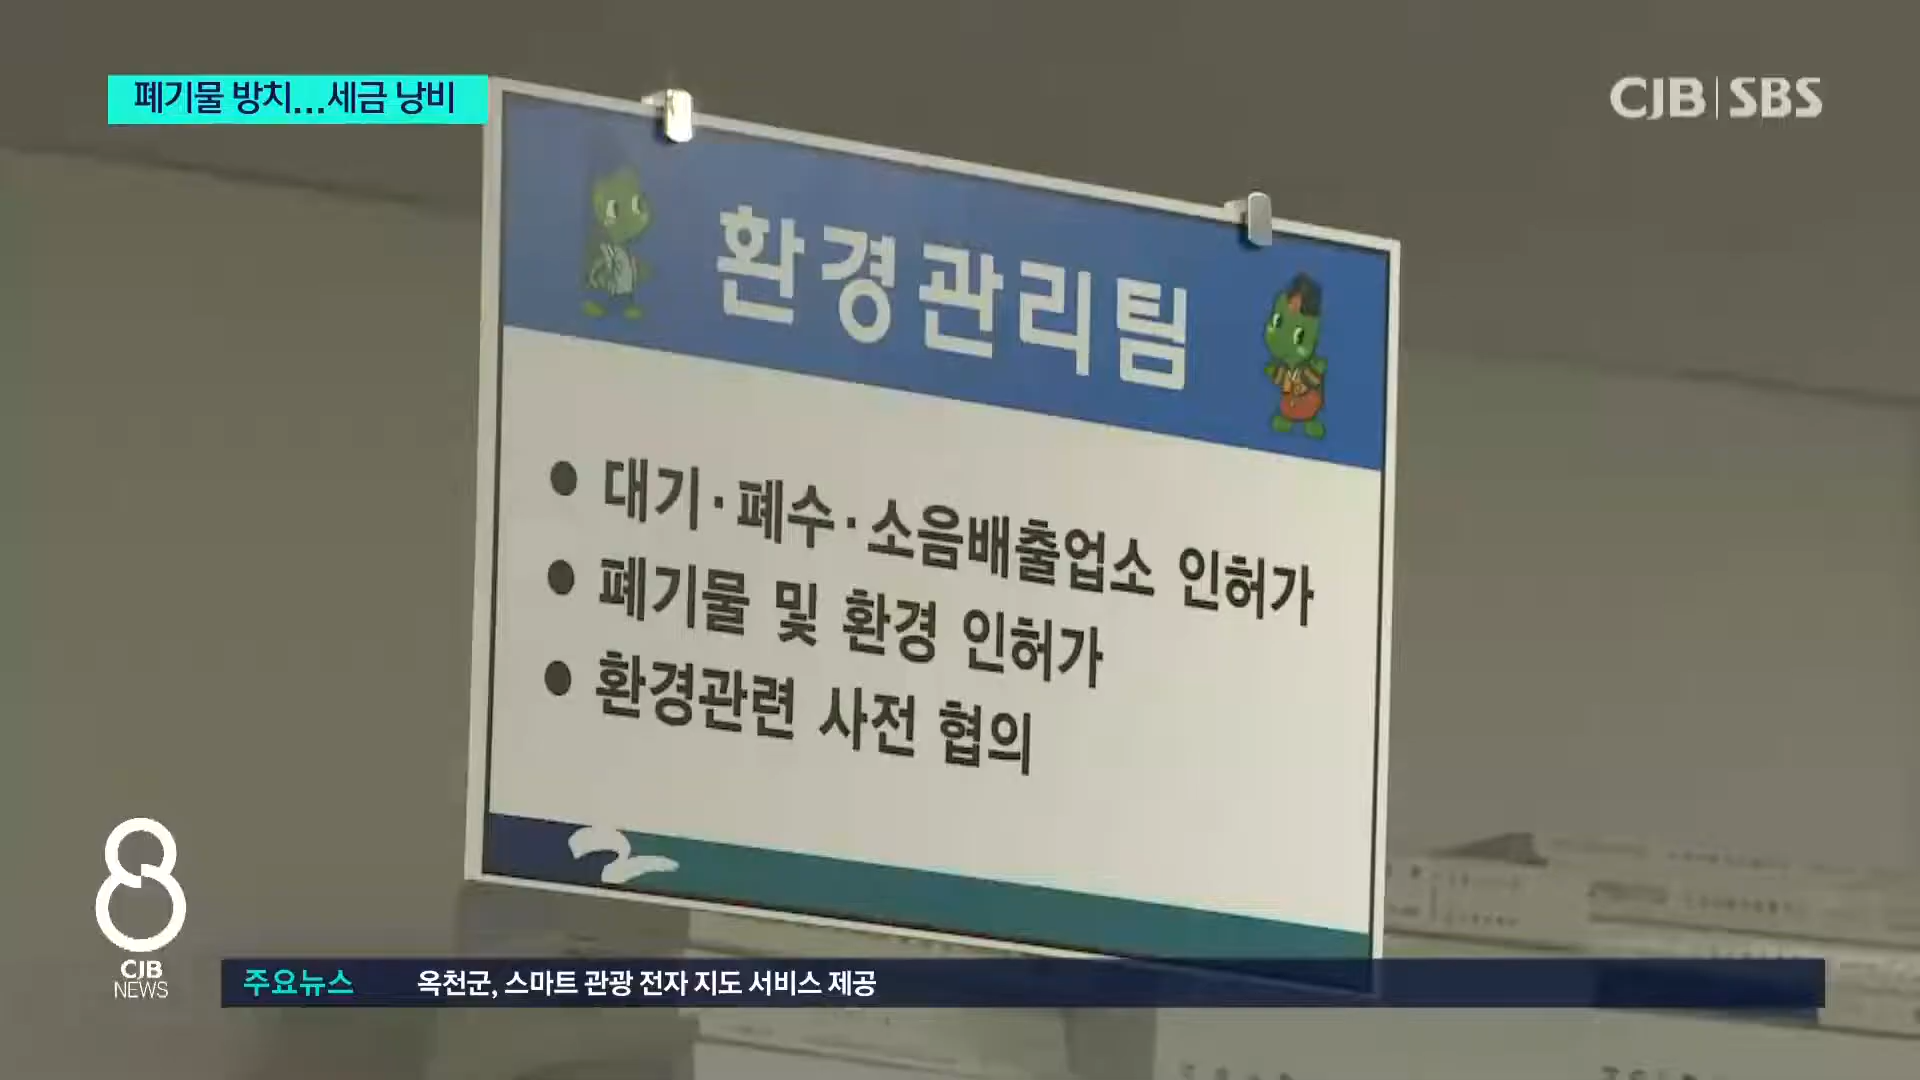 폐기물 방치...세금 낭비
CJB SBS
환경관리팀
● 대기·폐수·소음배출업소 인허가
● 폐기물 및 환경 인허가
● 환경관련 사전 협의
8
CJB
NEWS
주요뉴스 옥천군, 스마트 관광 전자 지도 서비스 제공